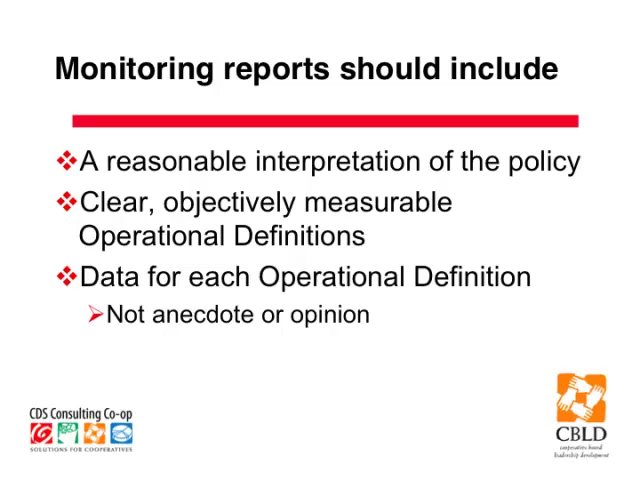 Monitoring reports should include
A reasonable interpretation of the policy
Clear, objectively measurable
Operational Definitions
Data for each Operational Definition
Not anecdote or opinion
CDS Consulting Co-op
SOLUTIONS FOR COOPERATIVES
CBLD
cooperative board
leadership development